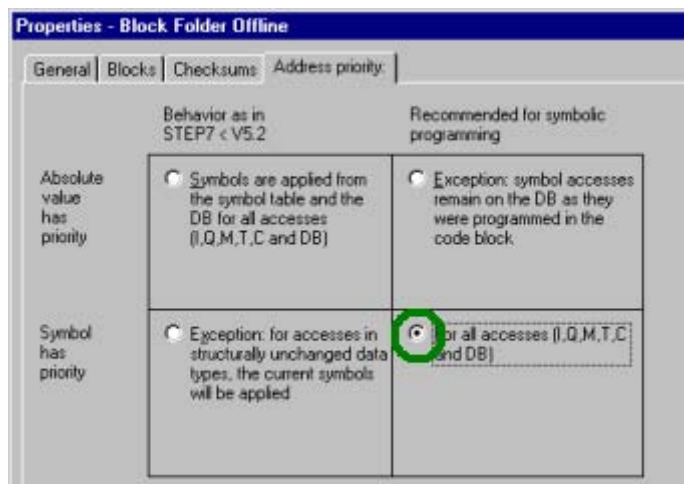 Properties - Block Folder Offline
General
Blocks
Checksums
Address priority:
Behavior as in
STEP7 < V5.2
Recommended for symbolic
programming
Absolute
value
has
priority
Symbols are applied from
the symbol table and the
DB for all accesses
(I,Q,M,T,C and DB)
Exception: symbol accesses
remain on the DB as they
were programmed in the
code block
Symbol
has
priority
Exception: for accesses in
structurally unchanged data
types, the current symbols
will be applied
For all accesses (I,Q,M,T,C
and DB)